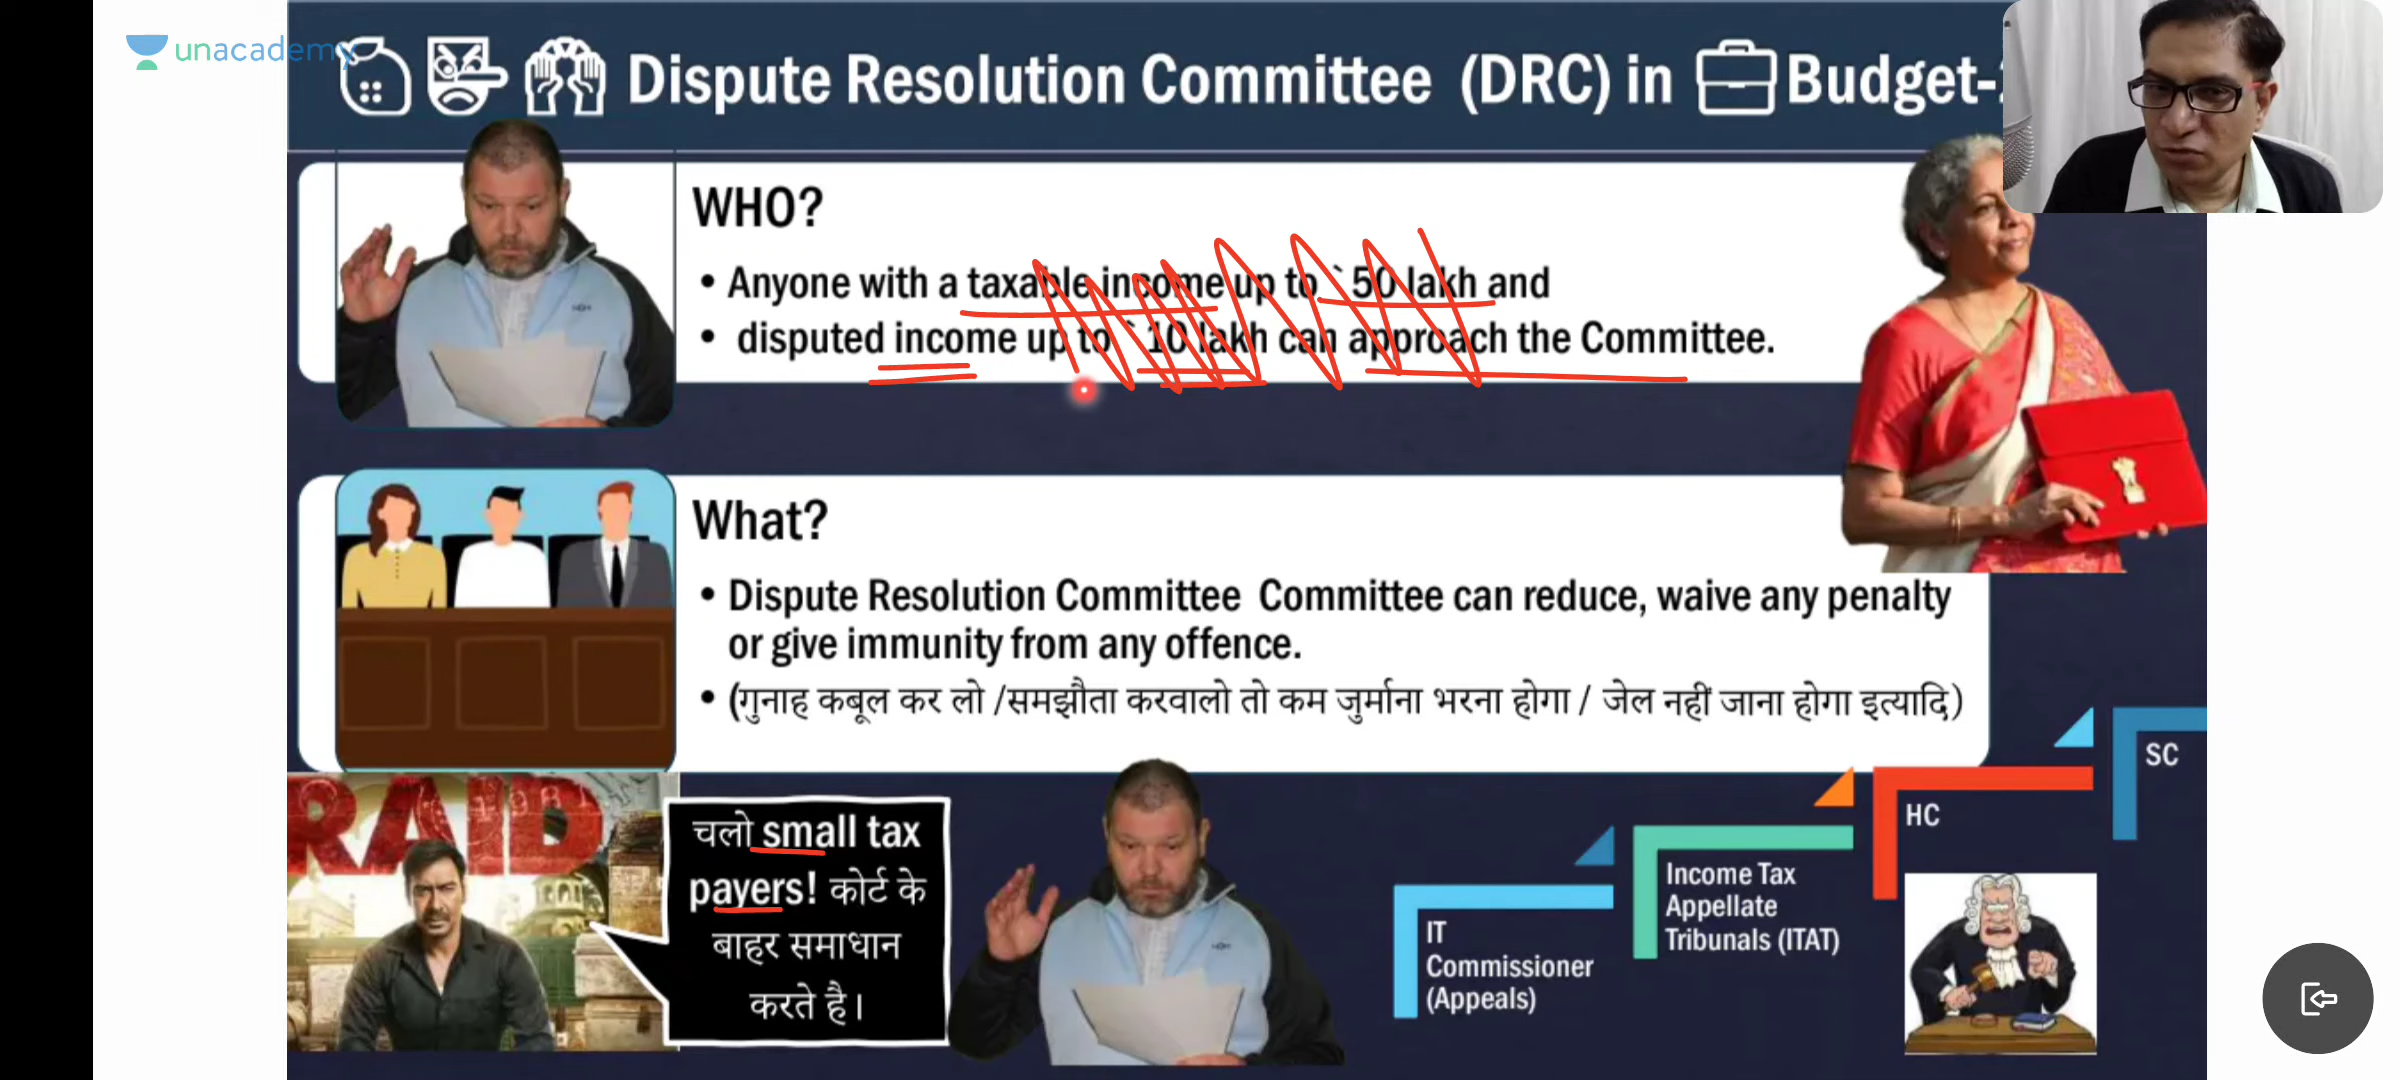 unacademy
Dispute Resolution Committee (DRC) in Budget-
WHO?
• Anyone with a taxable income up to `50 lakh and
• disputed income up to `10 lakh can approach the Committee.
What?
• Dispute Resolution Committee Committee can reduce, waive any penalty
or give immunity from any offence.
• (गुनाह कबूल कर लो /समझौता करवालो तो कम जुर्माना भरना होगा / जेल नहीं जाना होगा इत्यादि)
RAID
चलो small tax
payers! कोर्ट के
बाहर समाधान
करते है।
IT
Commissioner
(Appeals)
Income Tax
Appellate
Tribunals (ITAT)
HC
SC